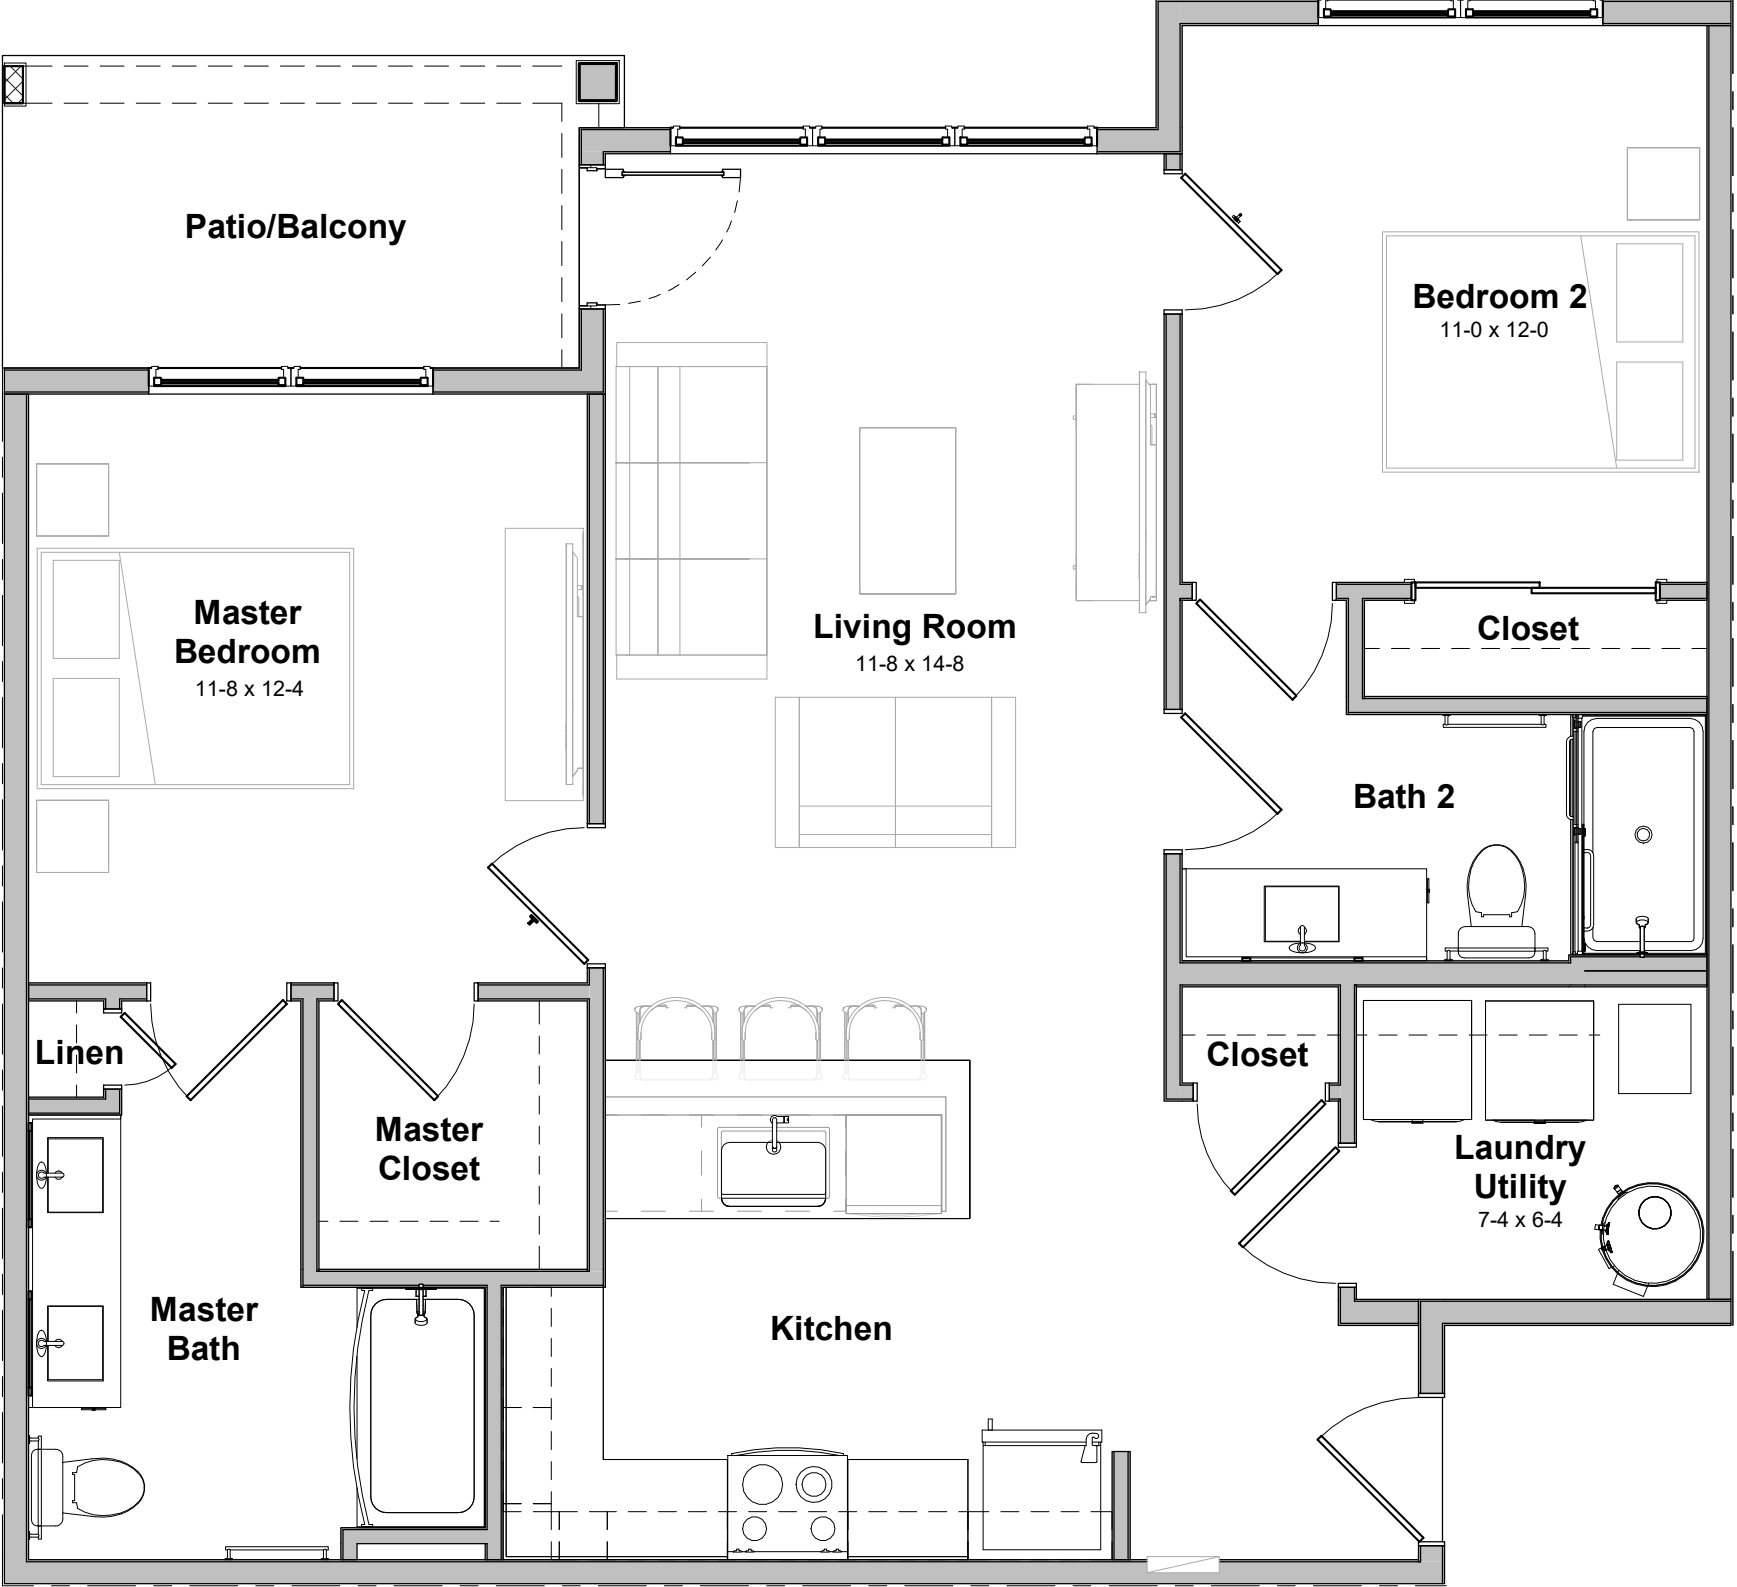 Patio/Balcony
Bedroom 2
11-0 x 12-0
Master
Bedroom
11-8 x 12-4
Living Room
11-8 x 14-8
Closet
Bath 2
Linen
Master
Closet
Closet
Laundry
Utility
7-4 x 6-4
Master
Bath
Kitchen